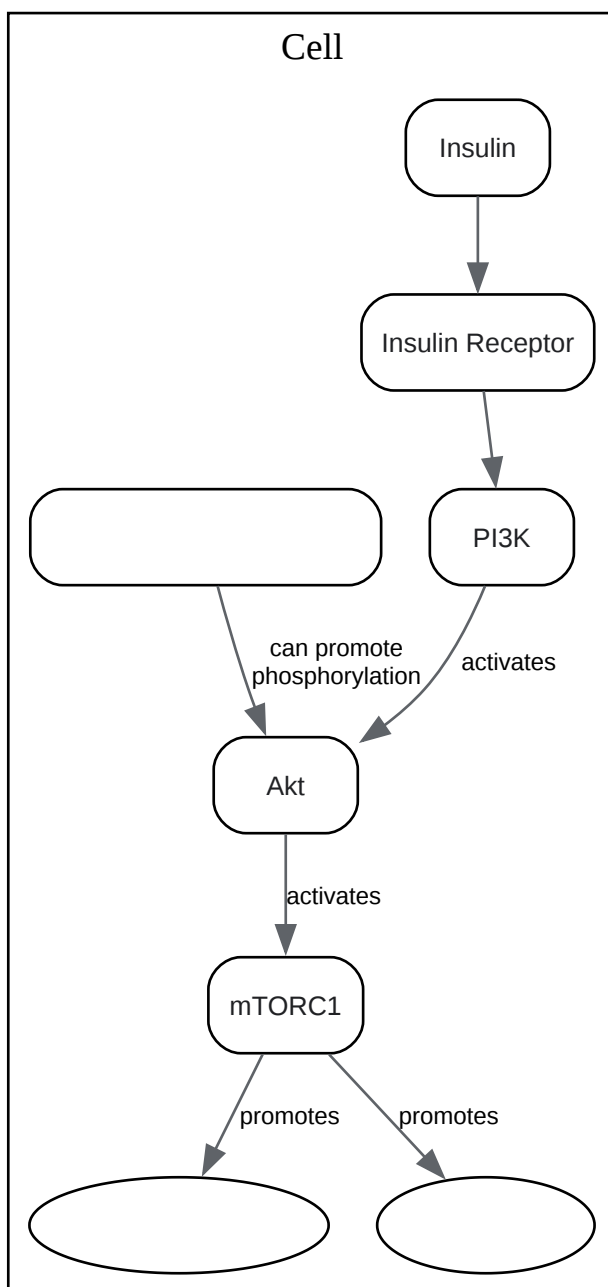 Cell
Insulin
Insulin Receptor
PI3K
can promote
phosphorylation
activates
Akt
activates
mTORC1
promotes
promotes